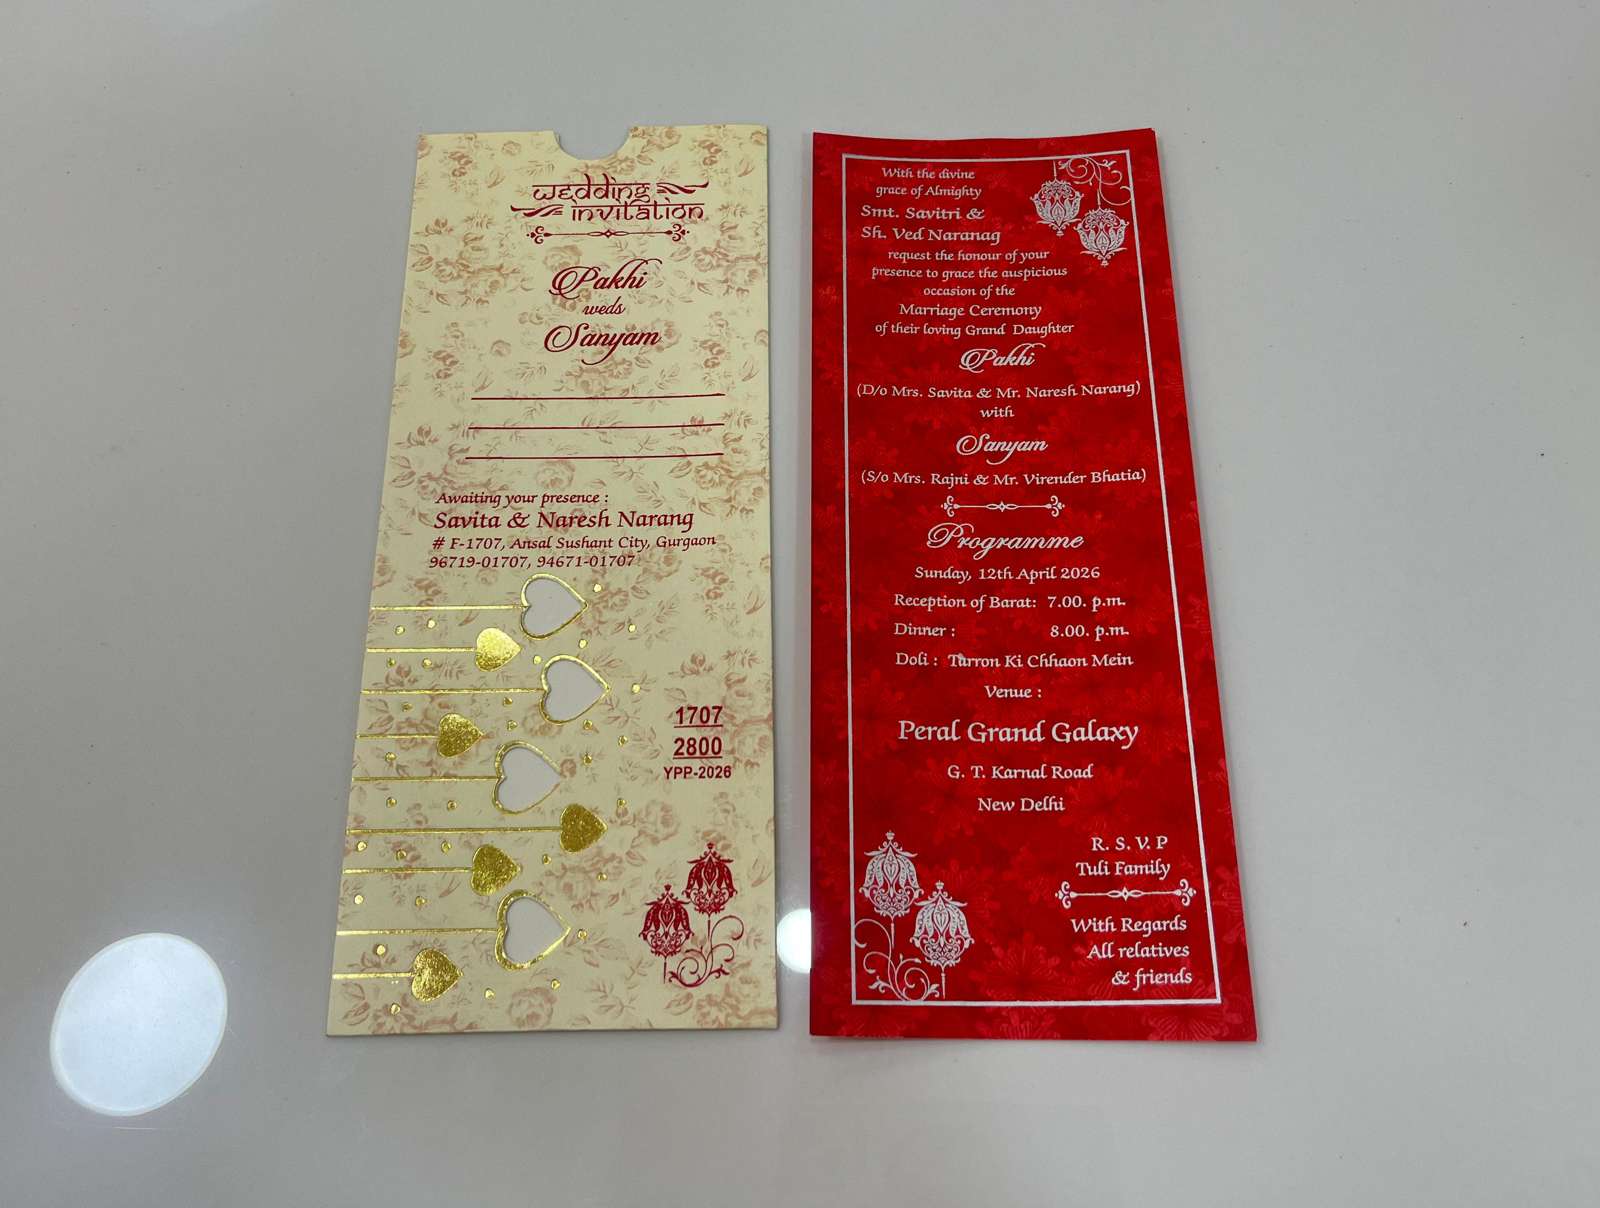 wedding
invitation
Pakhi
weds
Sanyam
Awaiting your presence :
Savita & Naresh Narang
# F-1707, Ansal Sushant City, Gurgaon
96719-01707, 94671-01707
1707
2800
YPP-2026
With the divine
grace of Almighty
Smt. Savitri &
Sh. Ved Naranag
request the honour of your
presence to grace the auspicious
occasion of the
Marriage Ceremony
of their loving Grand Daughter
Pakhi
(D/o Mrs. Savita & Mr. Naresh Narang)
with
Sanyam
(S/o Mrs. Rajni & Mr. Virender Bhatia)
Programme
Sunday, 12th April 2026
Reception of Barat: 7.00. p.m.
Dinner : 8.00. p.m.
Doli : Tarron Ki Chhaon Mein
Venue :
Peral Grand Galaxy
G. T. Karnal Road
New Delhi
R. S. V. P
Tuli Family
With Regards
All relatives
& friends